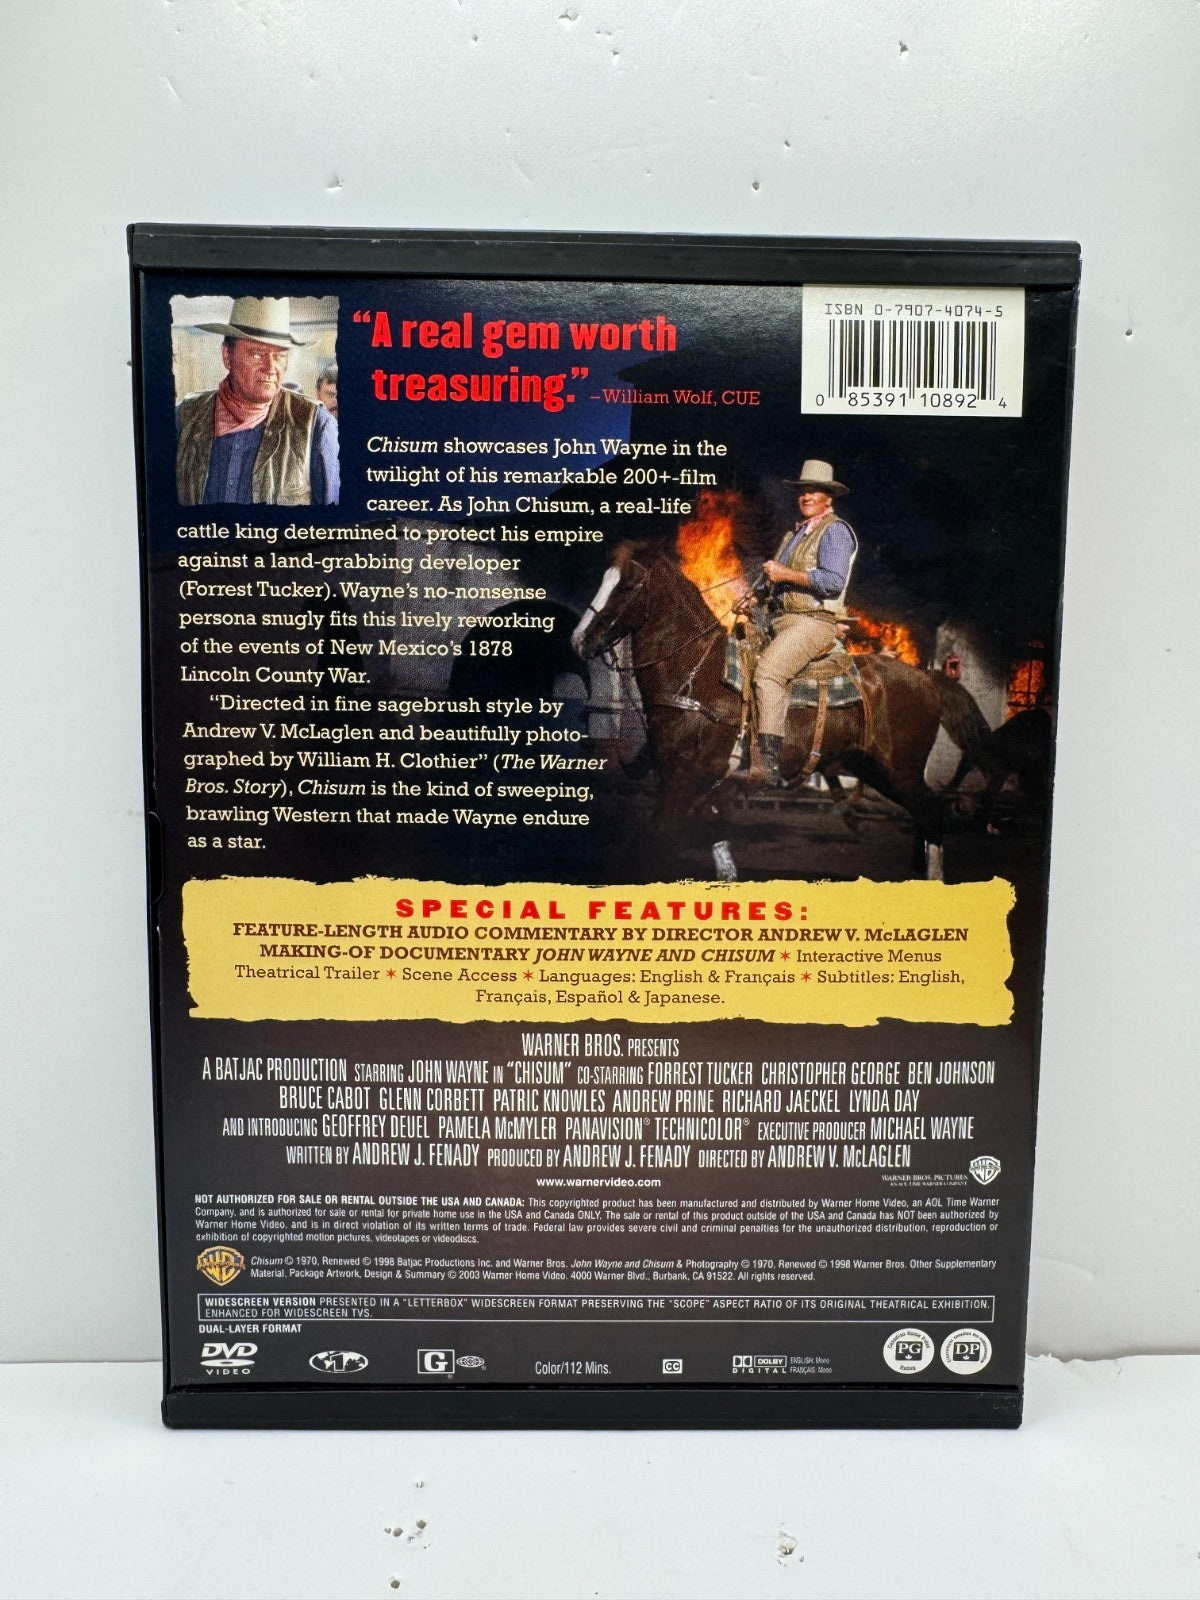 "A real gem worth
treasuring." –William Wolf, CUE
ISBN 0-7907-4074-5
0 85391 10892 4
Chisum showcases John Wayne in the
twilight of his remarkable 200+-film
career. As John Chisum, a real-life
cattle king determined to protect his empire
against a land-grabbing developer
(Forrest Tucker). Wayne's no-nonsense
persona snugly fits this lively reworking
of the events of New Mexico's 1878
Lincoln County War.
"Directed in fine sagebrush style by
Andrew V. McLaglen and beautifully photo-
graphed by William H. Clothier" (The Warner
Bros. Story), Chisum is the kind of sweeping,
brawling Western that made Wayne endure
as a star.
SPECIAL FEATURES:
FEATURE-LENGTH AUDIO COMMENTARY BY DIRECTOR ANDREW V. McLAGLEN
MAKING-OF DOCUMENTARY JOHN WAYNE AND CHISUM ✶ Interactive Menus
Theatrical Trailer ✶ Scene Access ✶ Languages: English & Français ✶ Subtitles: English,
Français, Español & Japanese.
WARNER BROS. PRESENTS
A BATJAC PRODUCTION STARRING JOHN WAYNE IN "CHISUM" CO-STARRING FORREST TUCKER CHRISTOPHER GEORGE BEN JOHNSON
BRUCE CABOT GLENN CORBETT PATRIC KNOWLES ANDREW PRINE RICHARD JAECKEL LYNDA DAY
AND INTRODUCING GEOFFREY DEUEL PAMELA McMYLER PANAVISION® TECHNICOLOR® EXECUTIVE PRODUCER MICHAEL WAYNE
WRITTEN BY ANDREW J. FENADY PRODUCED BY ANDREW J. FENADY DIRECTED BY ANDREW V. McLAGLEN
www.warnervideo.com
WARNER BROS. PICTURES
AN AOL TIME WARNER COMPANY
NOT AUTHORIZED FOR SALE OR RENTAL OUTSIDE THE USA AND CANADA: This copyrighted product has been manufactured and distributed by Warner Home Video, an AOL Time Warner
Company, and is authorized for sale or rental for private home use in the USA and Canada ONLY. The sale or rental of this product outside of the USA and Canada has NOT been authorized by
Warner Home Video, and is in direct violation of its written terms of trade. Federal law provides severe civil and criminal penalties for the unauthorized distribution, reproduction or
exhibition of copyrighted motion pictures, videotapes or videodiscs.
Chisum © 1970, Renewed © 1998 Batjac Productions Inc. and Warner Bros. John Wayne and Chisum & Photography © 1970, Renewed © 1998 Warner Bros. Other Supplementary
Material, Package Artwork, Design & Summary © 2003 Warner Home Video. 4000 Warner Blvd., Burbank, CA 91522. All rights reserved.
WIDESCREEN VERSION PRESENTED IN A "LETTERBOX" WIDESCREEN FORMAT PRESERVING THE "SCOPE" ASPECT RATIO OF ITS ORIGINAL THEATRICAL EXHIBITION.
ENHANCED FOR WIDESCREEN TVS.
DUAL-LAYER FORMAT
DVD
VIDEO
1
G
Color/112 Mins.
CC
DOLBY
DIGITAL
ENGLISH: Mono
FRANÇAIS: Mono
PG
DP